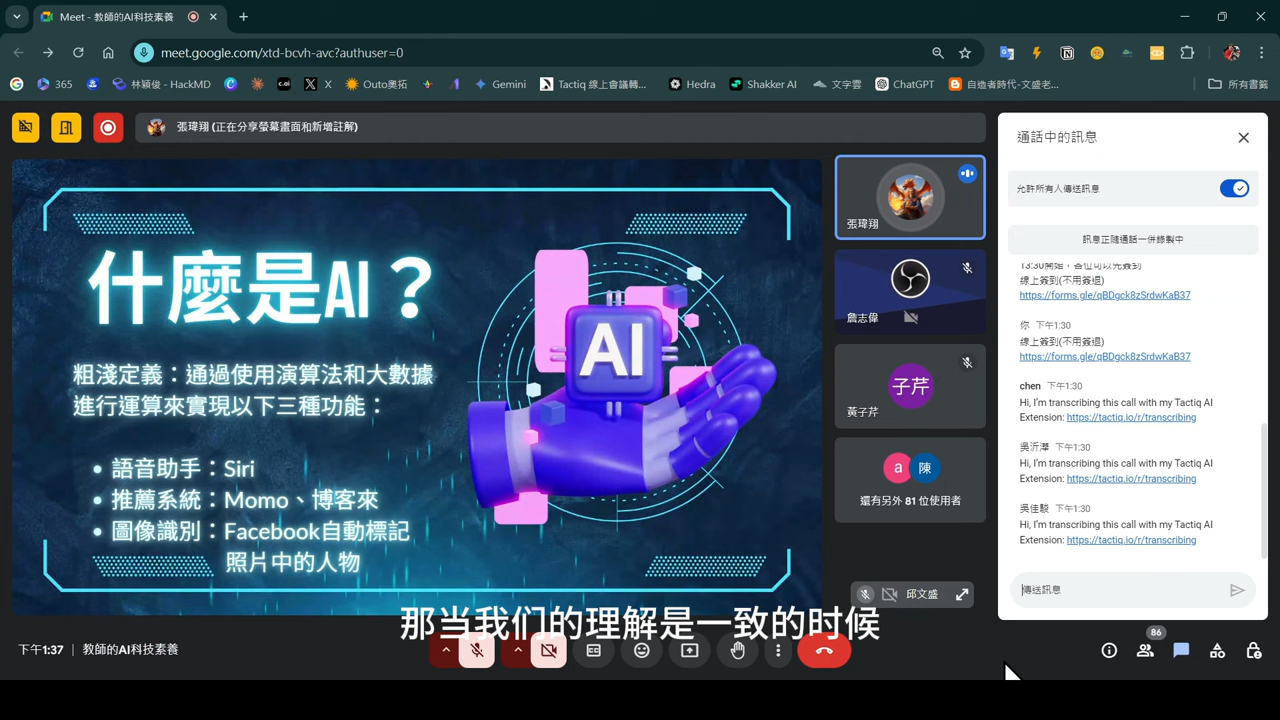 Meet - 教師的AI科技素養
meet.google.com/xtd-bcvh-avc?authuser=0
365
林穎俊 - HackMD
c.ai
X
Outo奧拓
Gemini
Tactiq 線上會議轉...
Hedra
Shakker AI
文字雲
ChatGPT
自造者時代-文盛老...
所有書籤
張瑋翔 (正在分享螢幕畫面和新增註解)
什麼是AI？
粗淺定義：通過使用演算法和大數據
進行運算來實現以下三種功能：
• 語音助手：Siri
• 推薦系統：Momo、博客來
• 圖像識別：Facebook自動標記
照片中的人物
AI
張瑋翔
詹志偉
子芹
黃子芹
a
陳
還有另外 81 位使用者
邱文盛
通話中的訊息
允許所有人傳送訊息
訊息正隨通話一併錄製中
13:30開始，各位可以先簽到
線上簽到(不用簽退)
https://forms.gle/qBDgck8zSrdwKaB37
你 下午1:30
線上簽到(不用簽退)
https://forms.gle/qBDgck8zSrdwKaB37
chen 下午1:30
Hi, I'm transcribing this call with my Tactiq AI
Extension: https://tactiq.io/r/transcribing
吳沂澤 下午1:30
Hi, I'm transcribing this call with my Tactiq AI
Extension: https://tactiq.io/r/transcribing
吳佳駿 下午1:30
Hi, I'm transcribing this call with my Tactiq AI
Extension: https://tactiq.io/r/transcribing
傳送訊息
那当我们的理解是一致的时候
下午1:37
教師的AI科技素養
86